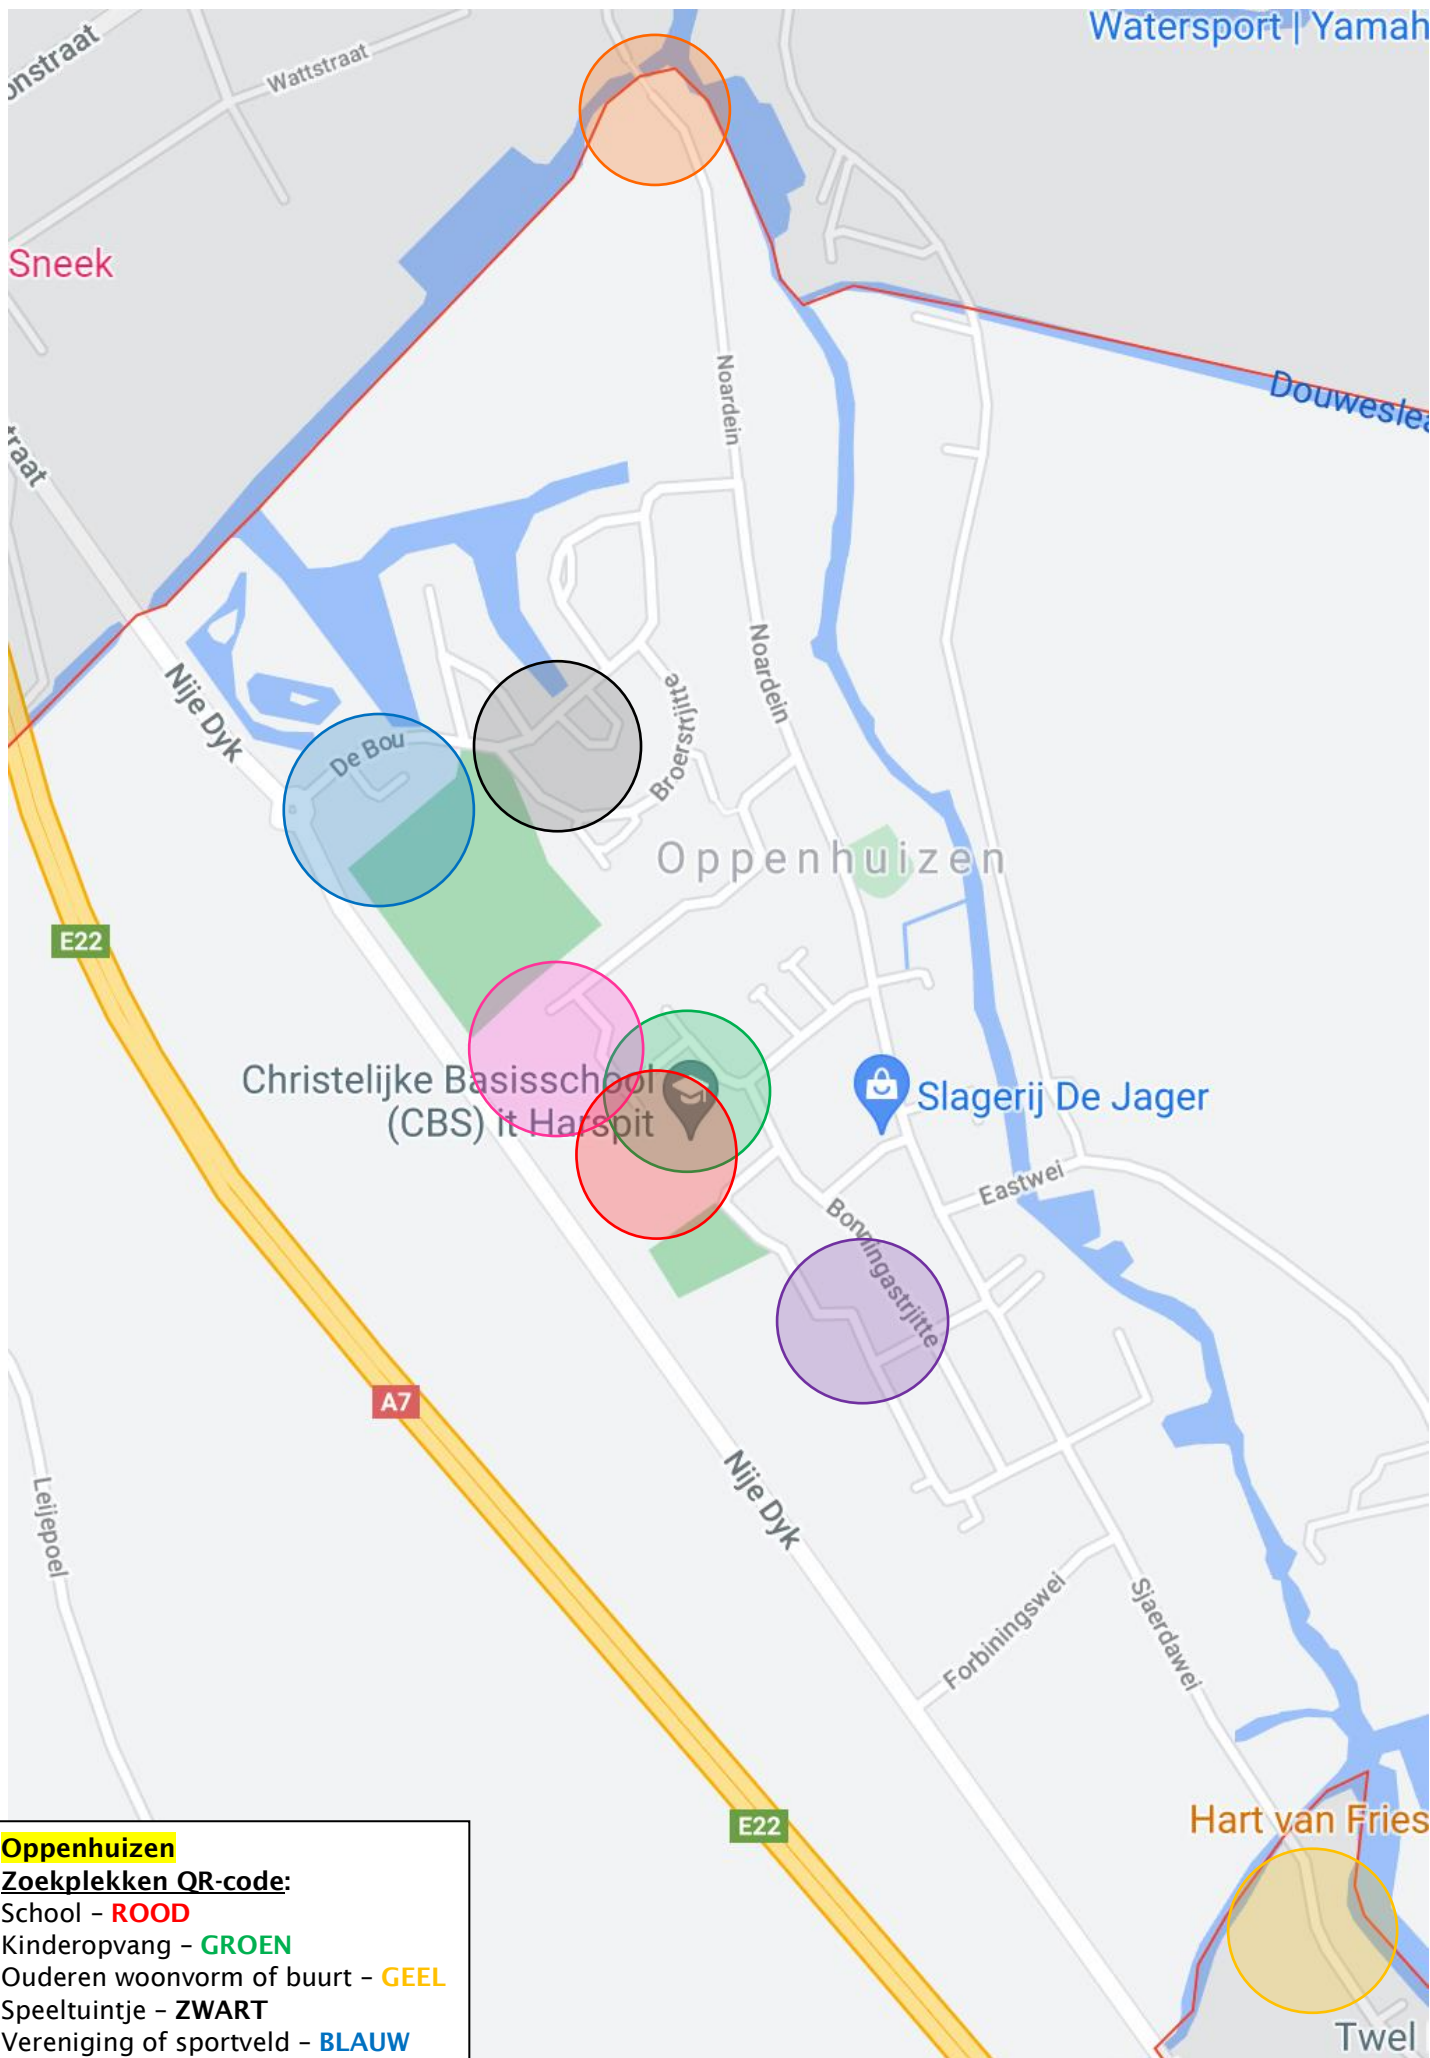 Watersport | Yamah
onstraat
Wattstraat
Sneek
Noardein
Douweslea
traat
Noardein
Nije Dyk
Broerstrjitte
De Bou
Oppenhuizen
E22
Christelijke Basisschool
(CBS) it Harspit
Slagerij De Jager
Eastwei
Bonningastrjitte
A7
Nije Dyk
Leijepoel
Forbiningswei
Sjaerdawei
Hart van Fries
E22
Twel
Oppenhuizen
Zoekplekken QR-code:
School – ROOD
Kinderopvang – GROEN
Ouderen woonvorm of buurt – GEEL
Speeltuintje – ZWART
Vereniging of sportveld – BLAUW